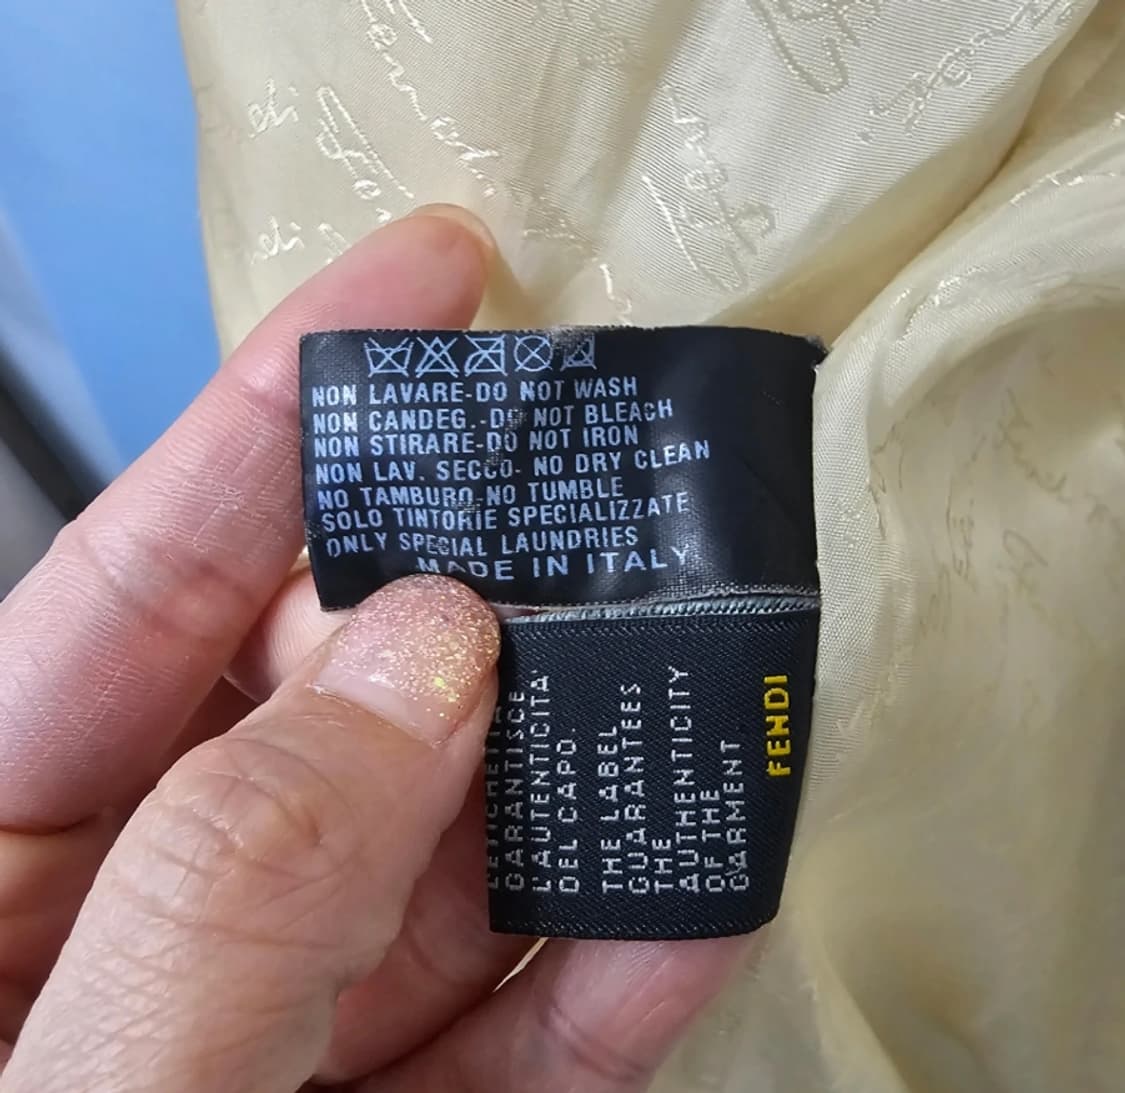 NON LAVARE-DO NOT WASH
NON CANDEG.-DO NOT BLEACH
NON STIRARE-DO NOT IRON
NON LAV. SECCO- NO DRY CLEAN
NO TAMBURO-NO TUMBLE
SOLO TINTORIE SPECIALIZZATE
ONLY SPECIAL LAUNDRIES
MADE IN ITALY
GARANTISCE
L'AUTENTICITA'
DEL CAPO.
THE LABEL
GUARANTEES
THE
AUTHENTICITY
OF THE
GARMENT
FENDI